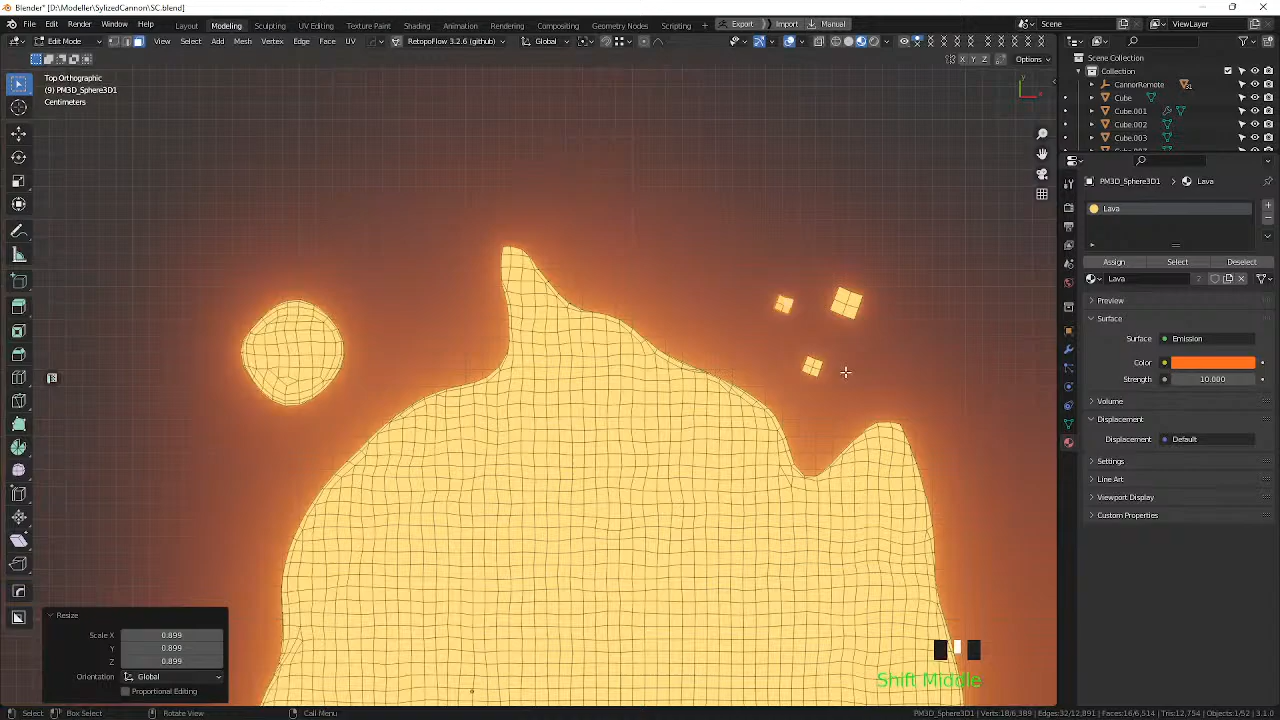 Blender* [D:\Modeller\SylizedCannon\SC.blend]
File Edit Render Window Help Layout Modeling Sculpting UV Editing Texture Paint Shading Animation Rendering Compositing Geometry Nodes Scripting + Export Import Manual Scene ViewLayer
Edit Mode View Select Add Mesh Vertex Edge Face UV RetopoFlow 3.2.6 (github) Global
X Y Z Options
Top Orthographic
(9) PM3D_Sphere3D1
Centimeters
Scene Collection
Collection
CannorRemote
Cube
Cube.001
Cube.002
Cube.003
PM3D_Sphere3D1 > Lava
Lava
Assign Select Deselect
Lava 2
Preview
Surface
Surface Emission
Color
Strength 10.000
Volume
Displacement
Displacement Default
Settings
Line Art
Viewport Display
Custom Properties
Resize
Scale X 0.899
Y 0.899
Z 0.899
Orientation Global
Proportional Editing
Shift Middle
Select Box Select Rotate View Call Menu PM3D_Sphere3D1 | Verts:18/6,389 | Edges:32/12,891 | Faces:16/6,514 | Tris:12,754 | Objects:1/52 | 3.1.0